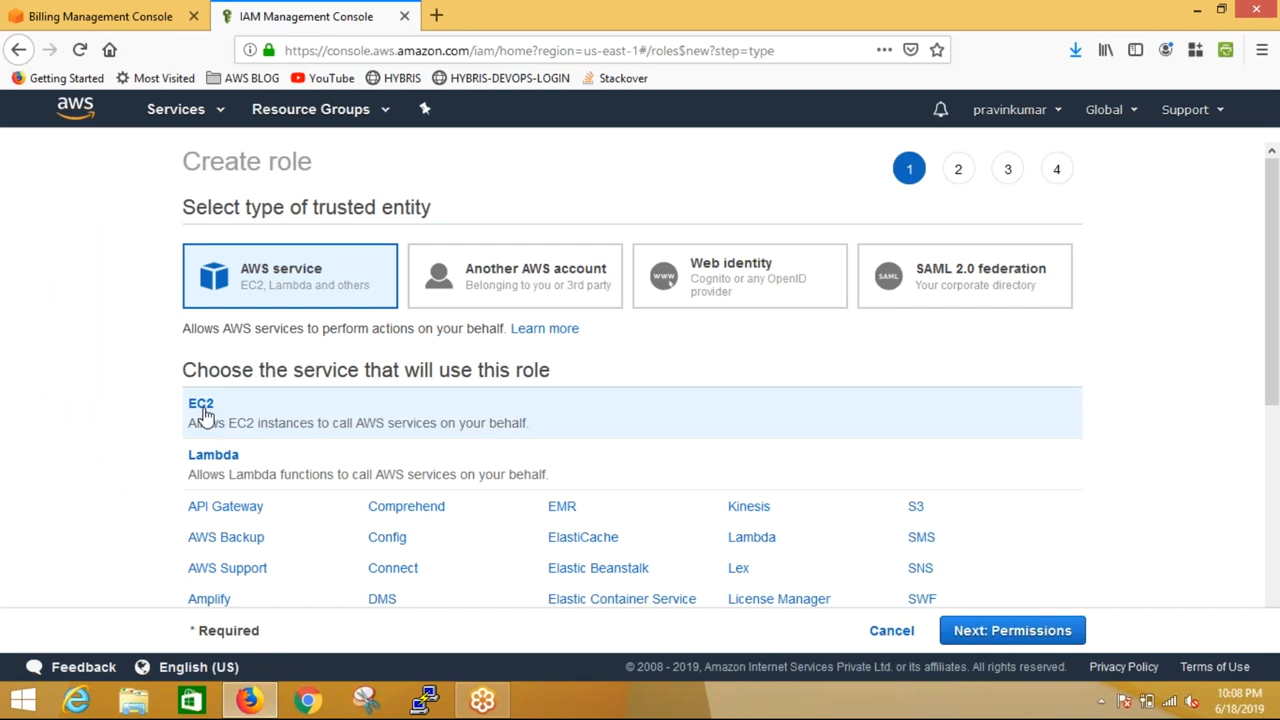 Billing Management Console
IAM Management Console
https://console.aws.amazon.com/iam/home?region=us-east-1#/roles$new?step=type
Getting Started
Most Visited
AWS BLOG
YouTube
HYBRIS
HYBRIS-DEVOPS-LOGIN
Stackover
aws
Services
Resource Groups
pravinkumar
Global
Support
Create role
1
2
3
4
Select type of trusted entity
AWS service
EC2, Lambda and others
Another AWS account
Belonging to you or 3rd party
www
Web identity
Cognito or any OpenID
provider
SAML
SAML 2.0 federation
Your corporate directory
Allows AWS services to perform actions on your behalf. Learn more
Choose the service that will use this role
EC2
Allows EC2 instances to call AWS services on your behalf.
Lambda
Allows Lambda functions to call AWS services on your behalf.
API Gateway Comprehend EMR Kinesis S3
AWS Backup Config ElastiCache Lambda SMS
AWS Support Connect Elastic Beanstalk Lex SNS
Amplify DMS Elastic Container Service License Manager SWF
* Required
Cancel
Next: Permissions
Feedback
English (US)
© 2008 - 2019, Amazon Internet Services Private Ltd. or its affiliates. All rights reserved.
Privacy Policy
Terms of Use
10:08 PM
6/18/2019